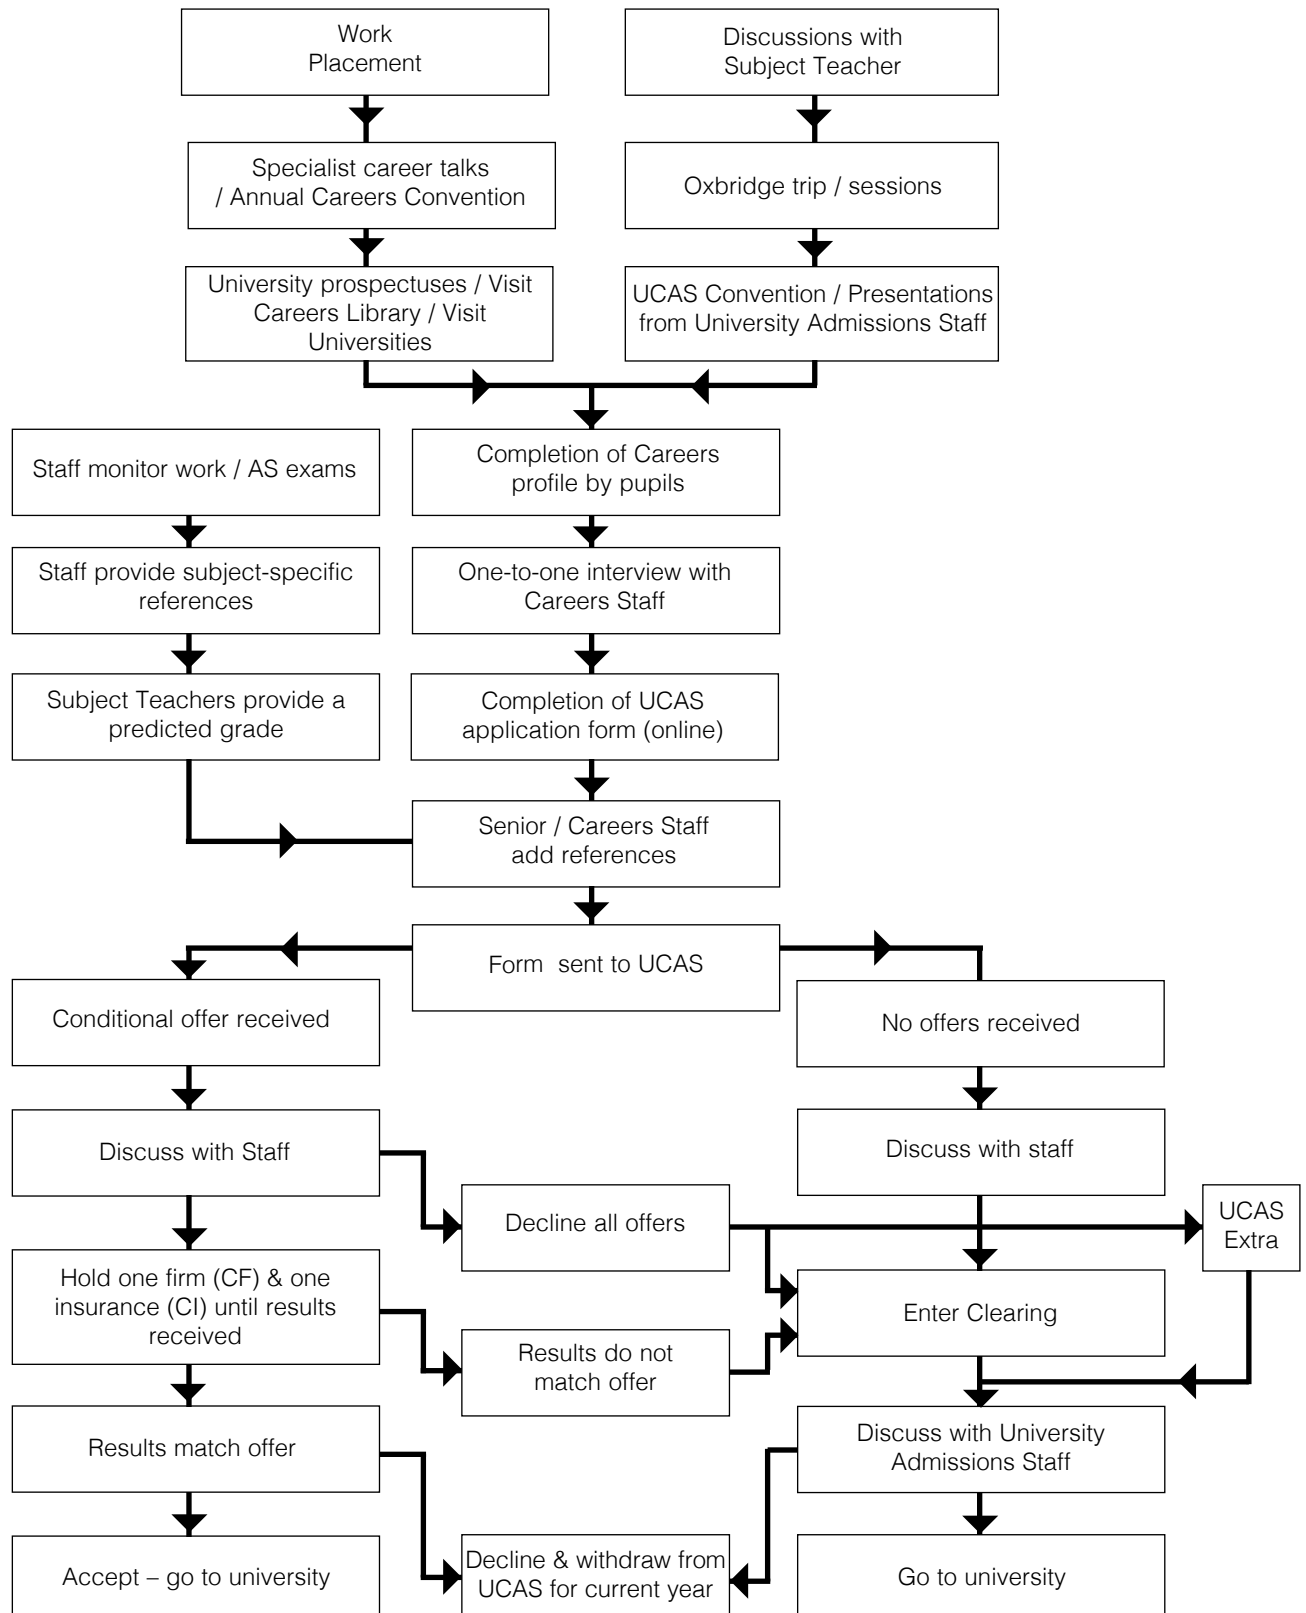 Work
Placement
Discussions with
Subject Teacher
Specialist career talks
/ Annual Careers Convention
Oxbridge trip / sessions
University prospectuses / Visit
Careers Library / Visit
Universities
UCAS Convention / Presentations
from University Admissions Staff
Staff monitor work / AS exams
Completion of Careers
profile by pupils
Staff provide subject-specific
references
One-to-one interview with
Careers Staff
Subject Teachers provide a
predicted grade
Completion of UCAS
application form (online)
Senior / Careers Staff
add references
Form sent to UCAS
Conditional offer received
No offers received
Discuss with Staff
Discuss with staff
Decline all offers
UCAS
Extra
Hold one firm (CF) & one
insurance (CI) until results
received
Enter Clearing
Results do not
match offer
Results match offer
Discuss with University
Admissions Staff
Accept – go to university
Decline & withdraw from
UCAS for current year
Go to university